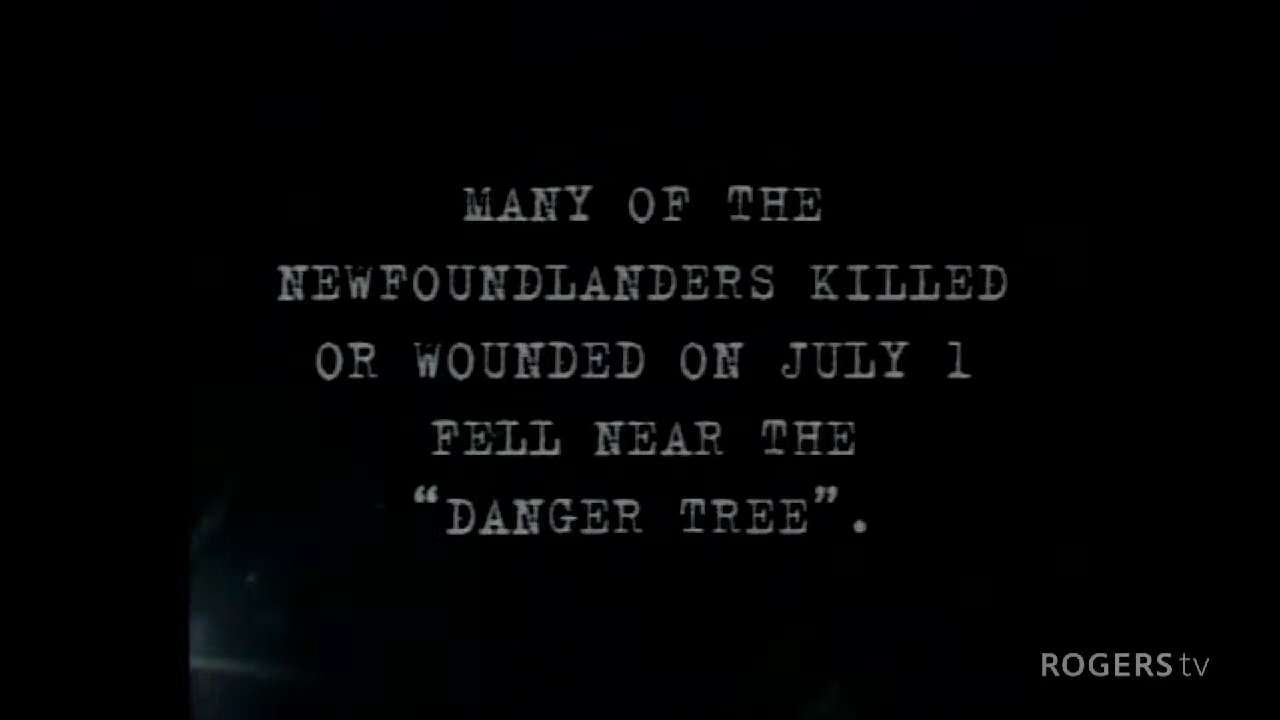 MANY OF THE
NEWFOUNDLANDERS KILLED
OR WOUNDED ON JULY 1
FELL NEAR THE
“DANGER TREE”.
ROGERS tv